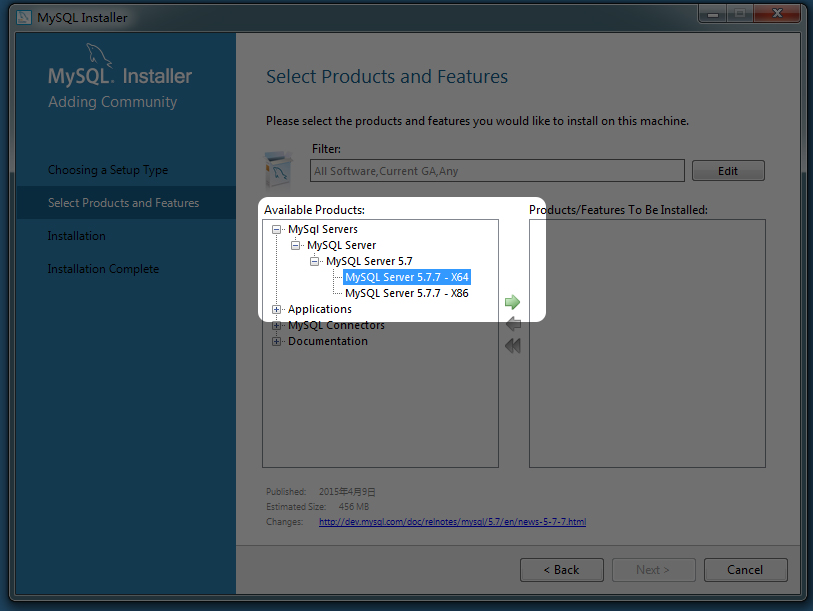 MySQL Installer
MySQL. Installer
Adding Community
Choosing a Setup Type
Select Products and Features
Installation
Installation Complete
Select Products and Features
Please select the products and features you would like to install on this machine.
Filter:
All Software,Current GA,Any
Edit
Available Products:
Products/Features To Be Installed:
MySql Servers
MySQL Server
MySQL Server 5.7
MySQL Server 5.7.7 - X64
MySQL Server 5.7.7 - X86
Applications
MySQL Connectors
Documentation
Published: 2015年4月9日
Estimated Size: 456 MB
Changes: http://dev.mysql.com/doc/relnotes/mysql/5.7/en/news-5-7-7.html
< Back
Next >
Cancel